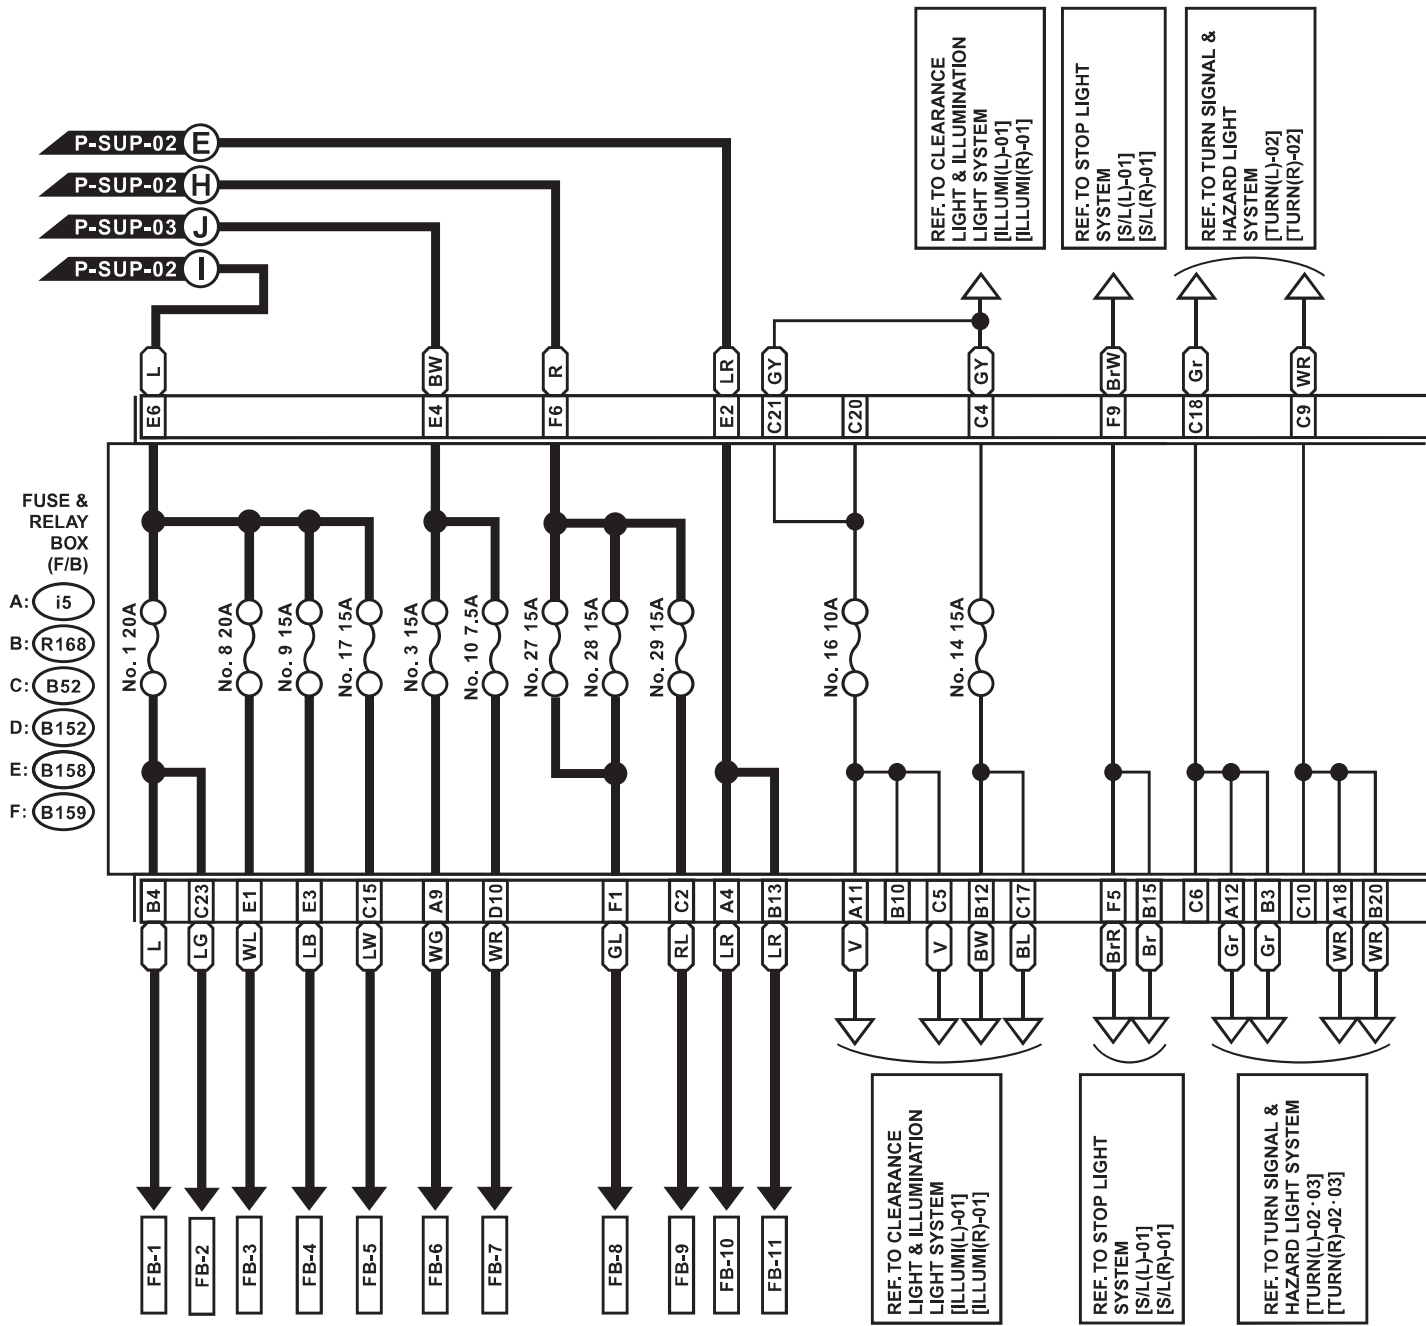 REF. TO CLEARANCE
LIGHT & ILLUMINATION
LIGHT SYSTEM
[ILLUMI(L)-01]
[ILLUMI(R)-01]
REF. TO STOP LIGHT
SYSTEM
[S/L(L)-01]
[S/L(R)-01]
REF. TO TURN SIGNAL &
HAZARD LIGHT
SYSTEM
[TURN(L)-02]
[TURN(R)-02]
P-SUP-02 E
P-SUP-02 H
P-SUP-03 J
P-SUP-02 I
L BW R LR GY GY BrW Gr WR
E6 E4 F6 E2 C21 C20 C4 F9 C18 C9
FUSE &
RELAY
BOX
(F/B)
A: i5
B: R168
C: B52
D: B152
E: B158
F: B159
No. 1 20A
No. 8 20A
No. 9 15A
No. 17 15A
No. 3 15A
No. 10 7.5A
No. 27 15A
No. 28 15A
No. 29 15A
No. 16 10A
No. 14 15A
B4 C23 E1 E3 C15 A9 D10 F1 C2 A4 B13 A11 B10 C5 B12 C17 F5 B15 C6 A12 B3 C10 A18 B20
L LG WL LB LW WG WR GL RL LR LR V V BW BL BrR Br Gr Gr WR WR
FB-1 FB-2 FB-3 FB-4 FB-5 FB-6 FB-7 FB-8 FB-9 FB-10 FB-11
REF. TO CLEARANCE
LIGHT & ILLUMINATION
LIGHT SYSTEM
[ILLUMI(L)-01]
[ILLUMI(R)-01]
REF. TO STOP LIGHT
SYSTEM
[S/L(L)-01]
[S/L(R)-01]
REF. TO TURN SIGNAL &
HAZARD LIGHT SYSTEM
[TURN(L)-02·03]
[TURN(R)-02·03]